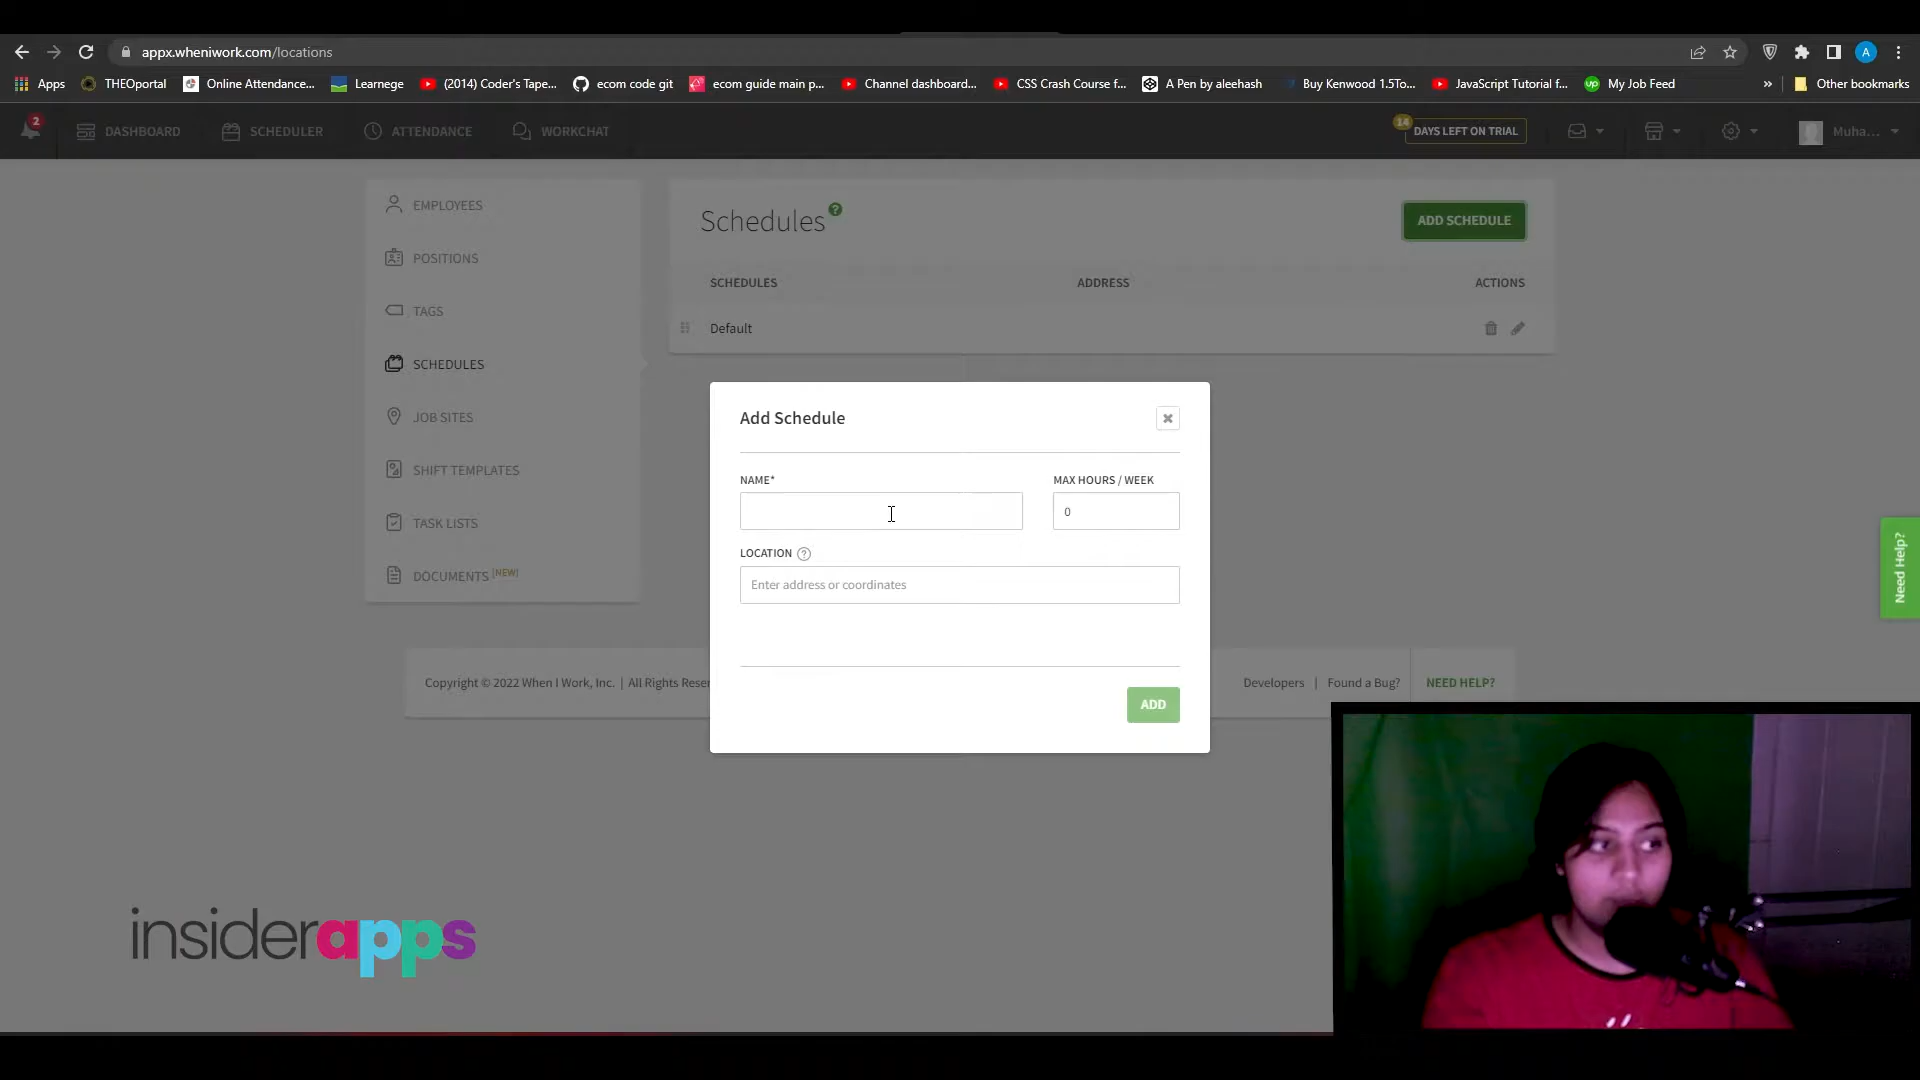 appx.wheniwork.com/locations
A
Apps
THEOportal
Online Attendance...
Learnege
(2014) Coder's Tape...
ecom code git
ecom guide main p...
Channel dashboard...
CSS Crash Course f...
A Pen by aleehash
Buy Kenwood 1.5To...
JavaScript Tutorial f...
up
My Job Feed
»
Other bookmarks
2
DASHBOARD
SCHEDULER
ATTENDANCE
WORKCHAT
14
DAYS LEFT ON TRIAL
Muha...
EMPLOYEES
POSITIONS
TAGS
SCHEDULES
JOB SITES
SHIFT TEMPLATES
TASK LISTS
DOCUMENTS [NEW]
Schedules ?
ADD SCHEDULE
SCHEDULES
ADDRESS
ACTIONS
Default
Add Schedule
NAME*
MAX HOURS / WEEK
0
LOCATION ?
Enter address or coordinates
ADD
Need Help?
Copyright © 2022 When I Work, Inc. | All Rights Reser
Developers | Found a Bug?
NEED HELP?
insiderapps